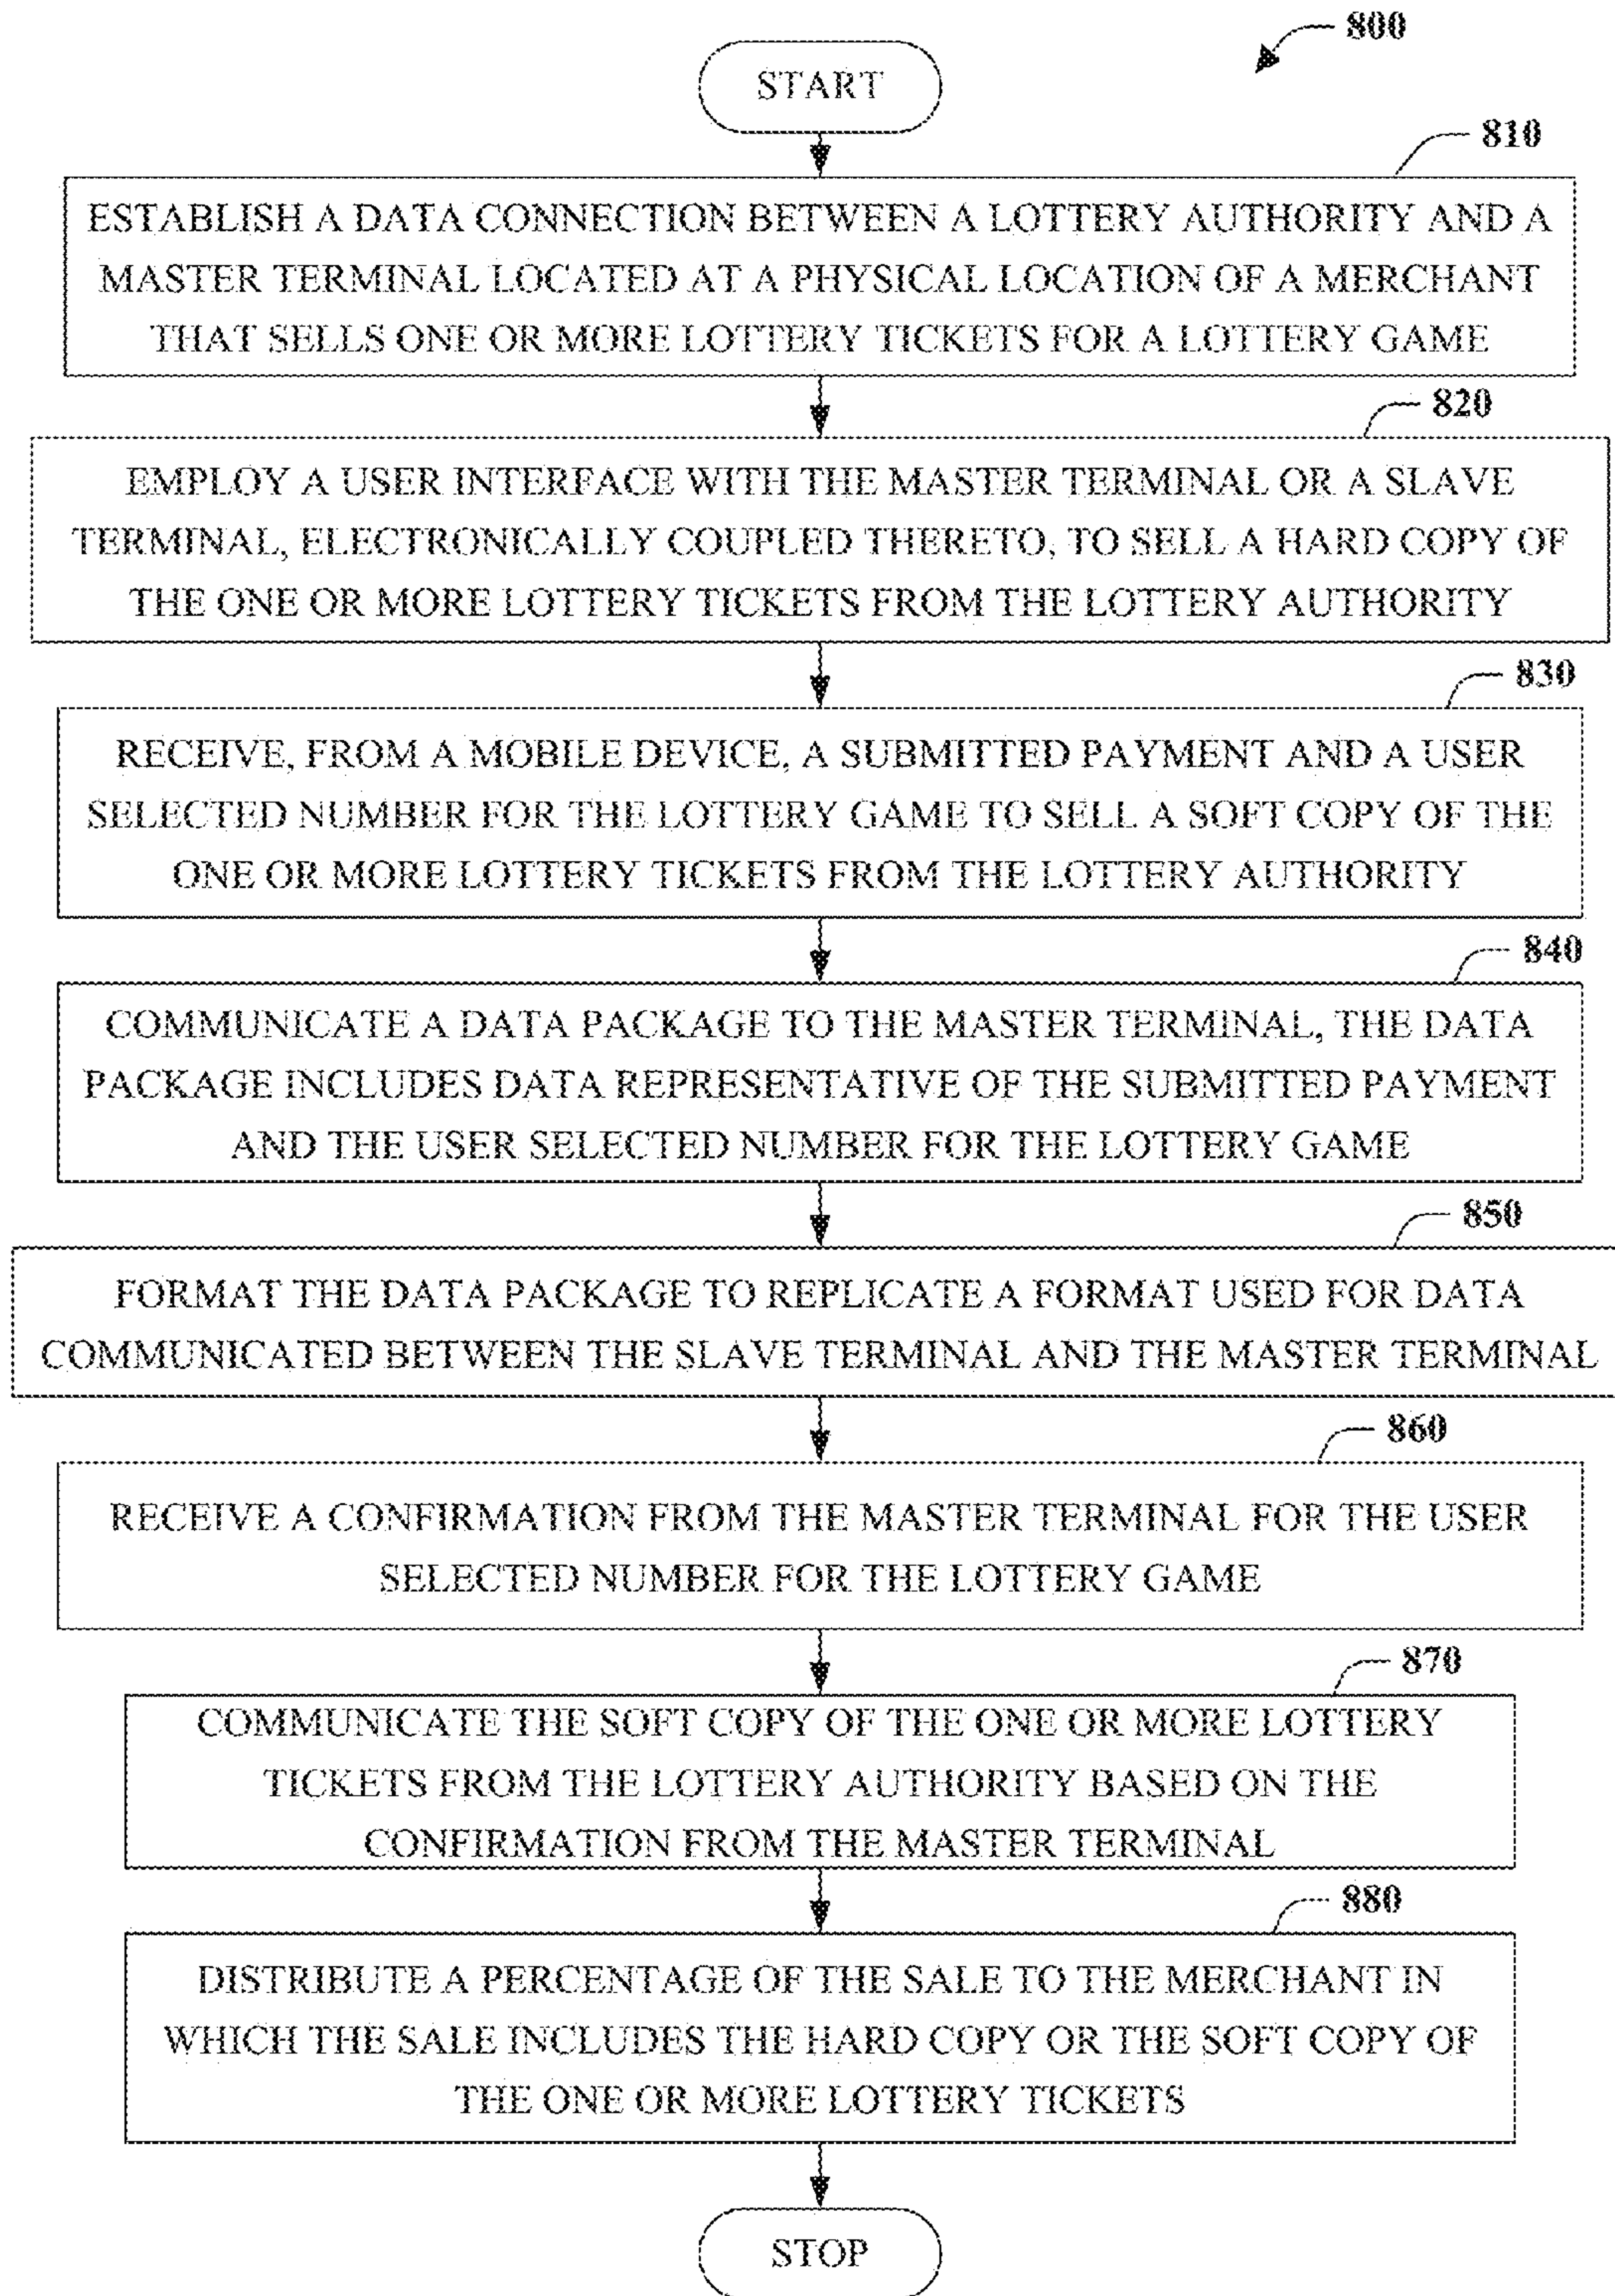 800
START
810
ESTABLISH A DATA CONNECTION BETWEEN A LOTTERY AUTHORITY AND A
MASTER TERMINAL LOCATED AT A PHYSICAL LOCATION OF A MERCHANT
THAT SELLS ONE OR MORE LOTTERY TICKETS FOR A LOTTERY GAME
820
EMPLOY A USER INTERFACE WITH THE MASTER TERMINAL OR A SLAVE
TERMINAL, ELECTRONICALLY COUPLED THERETO, TO SELL A HARD COPY OF
THE ONE OR MORE LOTTERY TICKETS FROM THE LOTTERY AUTHORITY
830
RECEIVE, FROM A MOBILE DEVICE, A SUBMITTED PAYMENT AND A USER
SELECTED NUMBER FOR THE LOTTERY GAME TO SELL A SOFT COPY OF THE
ONE OR MORE LOTTERY TICKETS FROM THE LOTTERY AUTHORITY
840
COMMUNICATE A DATA PACKAGE TO THE MASTER TERMINAL, THE DATA
PACKAGE INCLUDES DATA REPRESENTATIVE OF THE SUBMITTED PAYMENT
AND THE USER SELECTED NUMBER FOR THE LOTTERY GAME
850
FORMAT THE DATA PACKAGE TO REPLICATE A FORMAT USED FOR DATA
COMMUNICATED BETWEEN THE SLAVE TERMINAL AND THE MASTER TERMINAL
860
RECEIVE A CONFIRMATION FROM THE MASTER TERMINAL FOR THE USER
SELECTED NUMBER FOR THE LOTTERY GAME
870
COMMUNICATE THE SOFT COPY OF THE ONE OR MORE LOTTERY
TICKETS FROM THE LOTTERY AUTHORITY BASED ON THE
CONFIRMATION FROM THE MASTER TERMINAL
880
DISTRIBUTE A PERCENTAGE OF THE SALE TO THE MERCHANT IN
WHICH THE SALE INCLUDES THE HARD COPY OR THE SOFT COPY OF
THE ONE OR MORE LOTTERY TICKETS
STOP